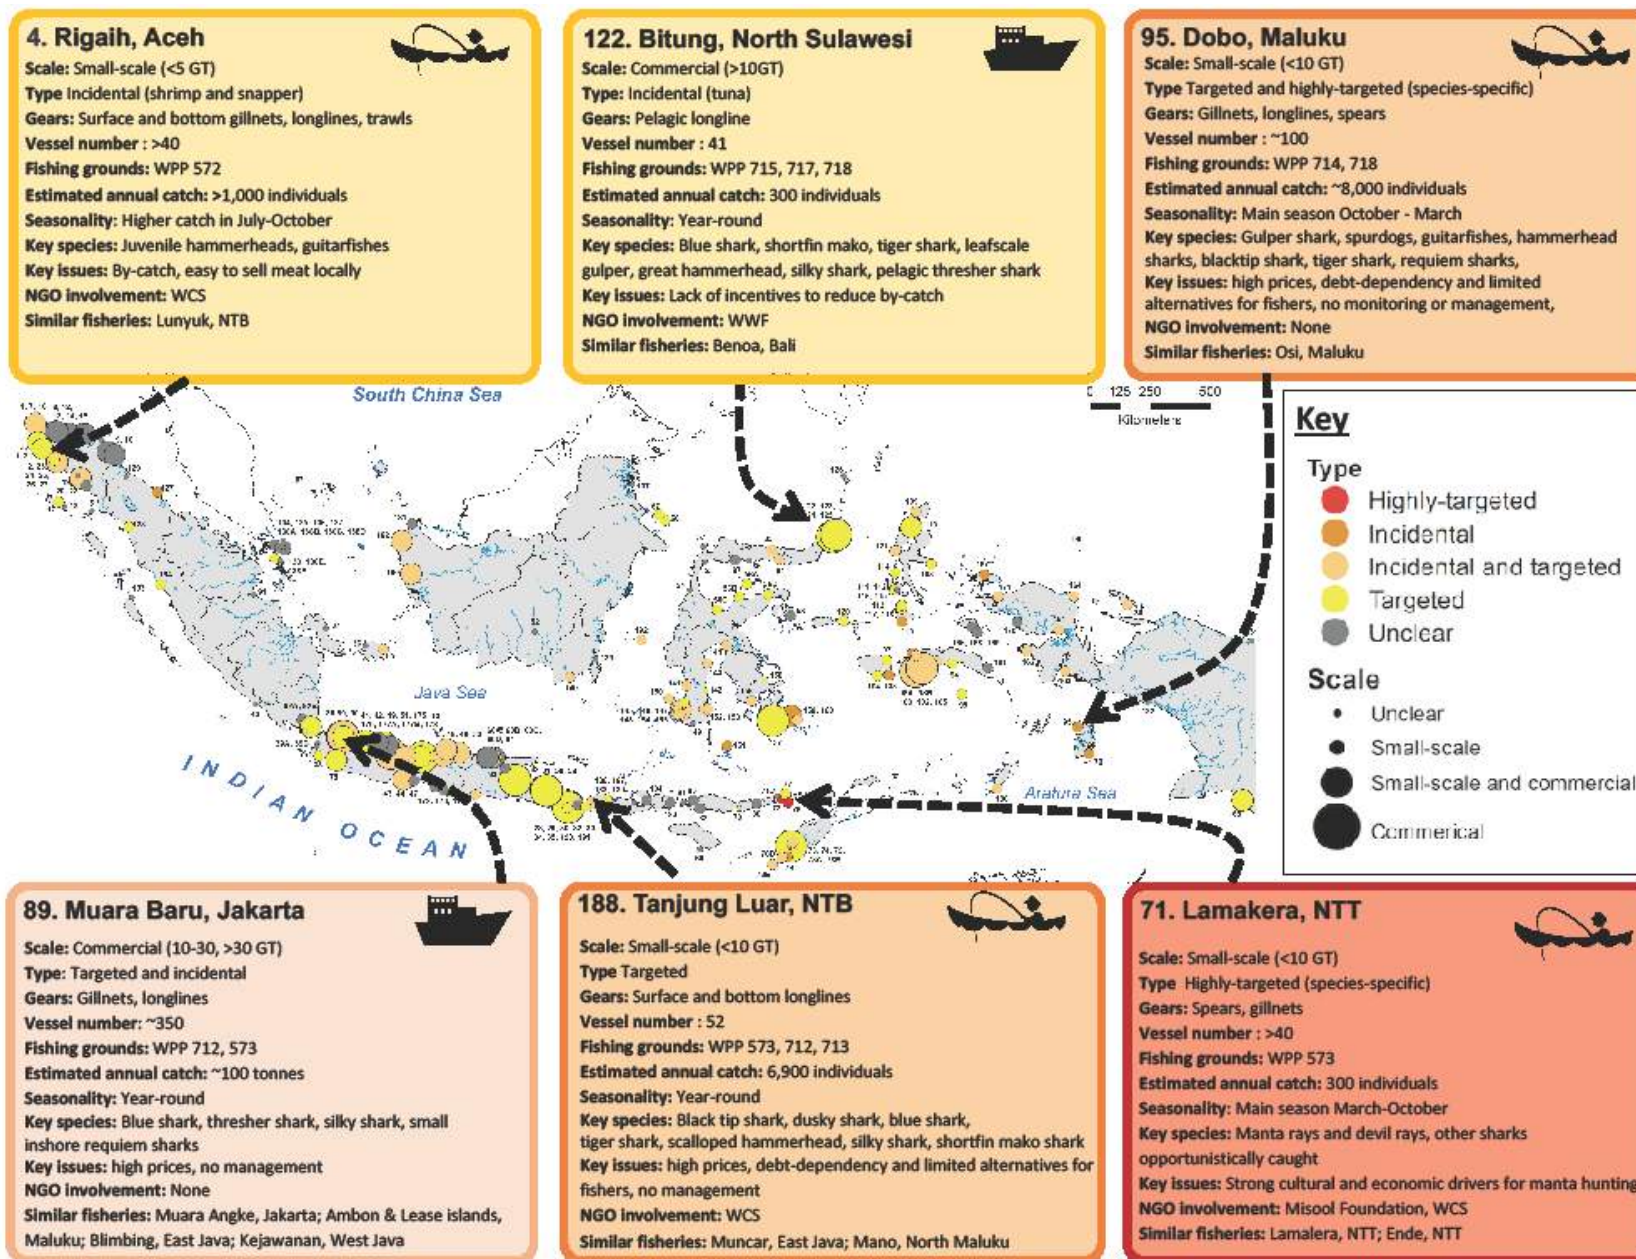 4. Rigaih, Aceh
Scale: Small-scale (<5 GT)
Type Incidental (shrimp and snapper)
Gears: Surface and bottom gillnets, longlines, trawls
Vessel number : >40
Fishing grounds: WPP 572
Estimated annual catch: >1,000 individuals
Seasonality: Higher catch in July-October
Key species: Juvenile hammerheads, guitarfishes
Key issues: By-catch, easy to sell meat locally
NGO involvement: WCS
Similar fisheries: Lunyuk, NTB
122. Bitung, North Sulawesi
Scale: Commercial (>10GT)
Type: Incidental (tuna)
Gears: Pelagic longline
Vessel number : 41
Fishing grounds: WPP 715, 717, 718
Estimated annual catch: 300 individuals
Seasonality: Year-round
Key species: Blue shark, shortfin mako, tiger shark, leafscale
gulper, great hammerhead, silky shark, pelagic thresher shark
Key issues: Lack of incentives to reduce by-catch
NGO involvement: WWF
Similar fisheries: Benoa, Bali
95. Dobo, Maluku
Scale: Small-scale (<10 GT)
Type Targeted and highly-targeted (species-specific)
Gears: Gillnets, longlines, spears
Vessel number : ~100
Fishing grounds: WPP 714, 718
Estimated annual catch: ~8,000 individuals
Seasonality: Main season October - March
Key species: Gulper shark, spurdogs, guitarfishes, hammerhead
sharks, blacktip shark, tiger shark, requiem sharks,
Key issues: high prices, debt-dependency and limited
alternatives for fishers, no monitoring or management,
NGO involvement: None
Similar fisheries: Osi, Maluku
South China Sea
0 125 250 500
Kilometers
Java Sea
INDIAN OCEAN
Arafura Sea
Key
Type
Highly-targeted
Incidental
Incidental and targeted
Targeted
Unclear
Scale
Unclear
Small-scale
Small-scale and commercial
Commerical
89. Muara Baru, Jakarta
Scale: Commercial (10-30, >30 GT)
Type: Targeted and incidental
Gears: Gillnets, longlines
Vessel number: ~350
Fishing grounds: WPP 712, 573
Estimated annual catch: ~100 tonnes
Seasonality: Year-round
Key species: Blue shark, thresher shark, silky shark, small
inshore requiem sharks
Key issues: high prices, no management
NGO involvement: None
Similar fisheries: Muara Angke, Jakarta; Ambon & Lease islands,
Maluku; Blimbing, East Java; Kejawanan, West Java
188. Tanjung Luar, NTB
Scale: Small-scale (<10 GT)
Type Targeted
Gears: Surface and bottom longlines
Vessel number : 52
Fishing grounds: WPP 573, 712, 713
Estimated annual catch: 6,900 individuals
Seasonality: Year-round
Key species: Black tip shark, dusky shark, blue shark,
tiger shark, scalloped hammerhead, silky shark, shortfin mako shark
Key issues: high prices, debt-dependency and limited alternatives for
fishers, no management
NGO involvement: WCS
Similar fisheries: Muncar, East Java; Mano, North Maluku
71. Lamakera, NTT
Scale: Small-scale (<10 GT)
Type Highly-targeted (species-specific)
Gears: Spears, gillnets
Vessel number : >40
Fishing grounds: WPP 573
Estimated annual catch: 300 individuals
Seasonality: Main season March-October
Key species: Manta rays and devil rays, other sharks
opportunistically caught
Key issues: Strong cultural and economic drivers for manta hunting
NGO involvement: Misool Foundation, WCS
Similar fisheries: Lamalera, NTT; Ende, NTT